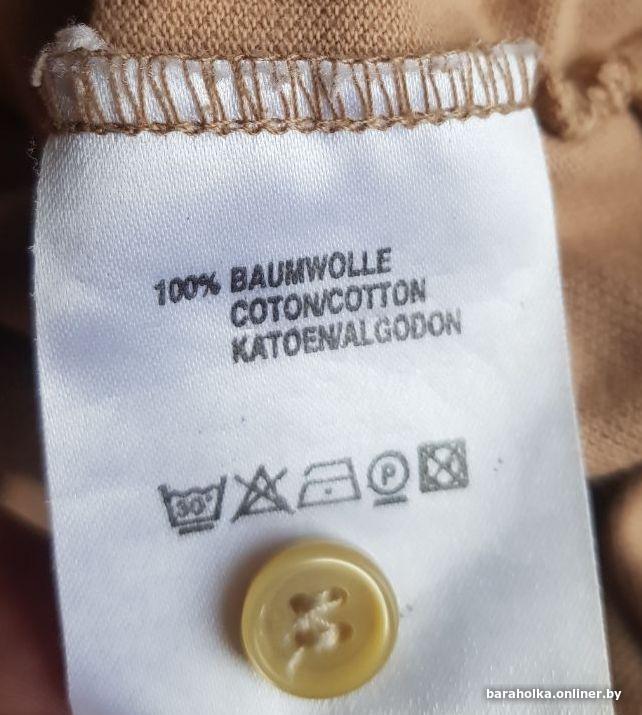 100% BAUMWOLLE
COTON/COTTON
KATOEN/ALGODON
30°
P
baraholka.onliner.by